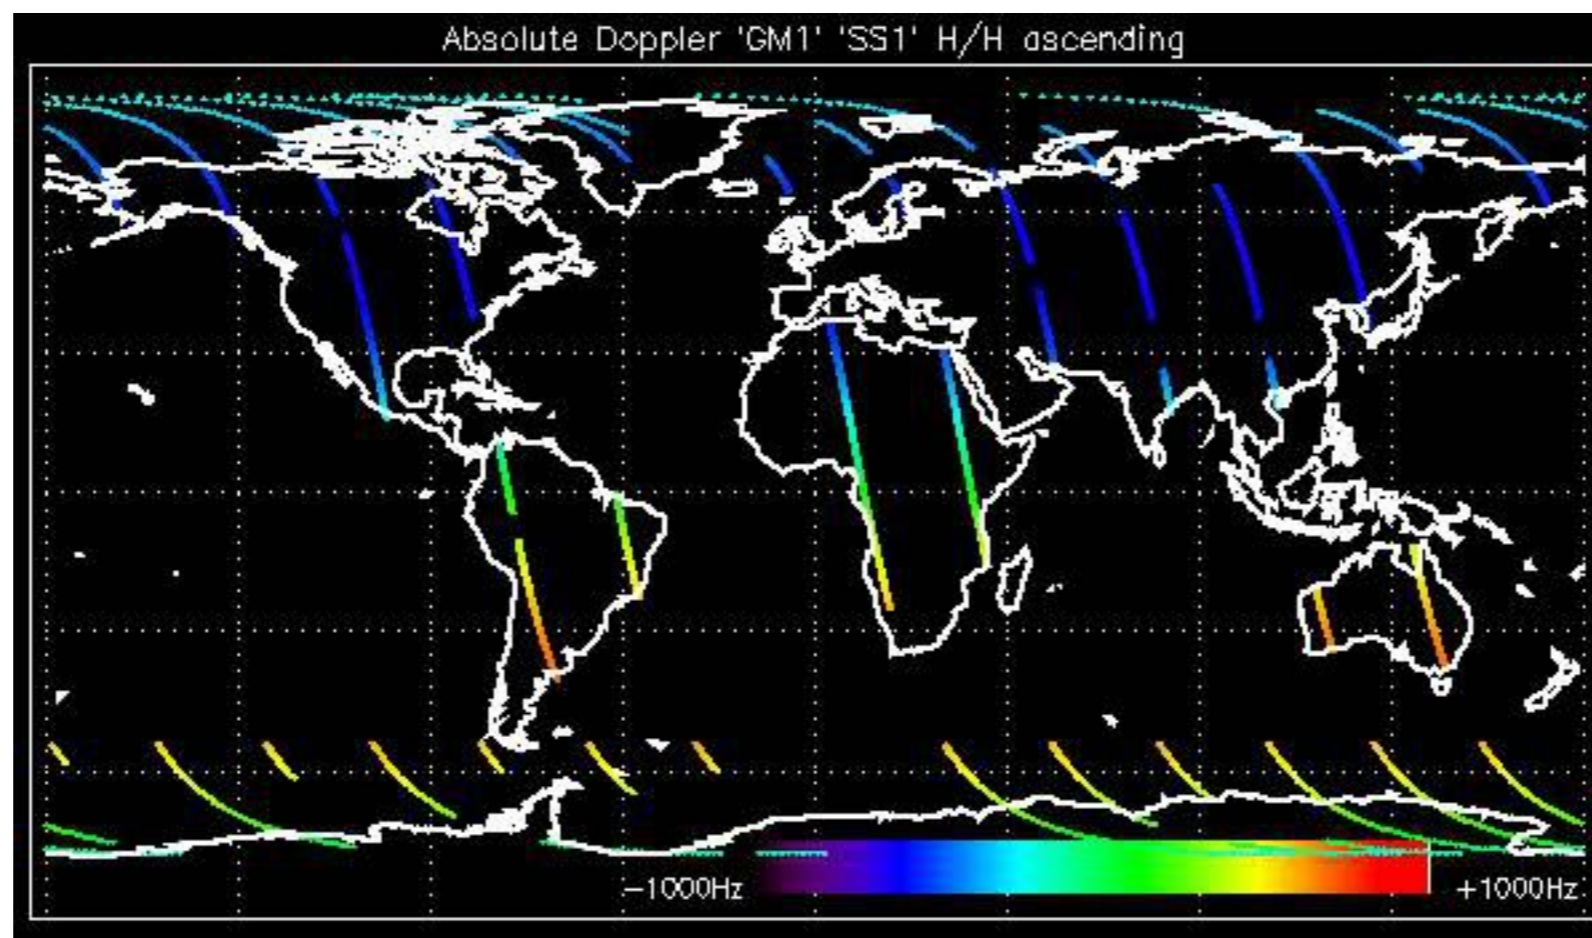 Absolute Doppler 'GM1' 'SS1' H/H ascending
−1000Hz
+1000Hz